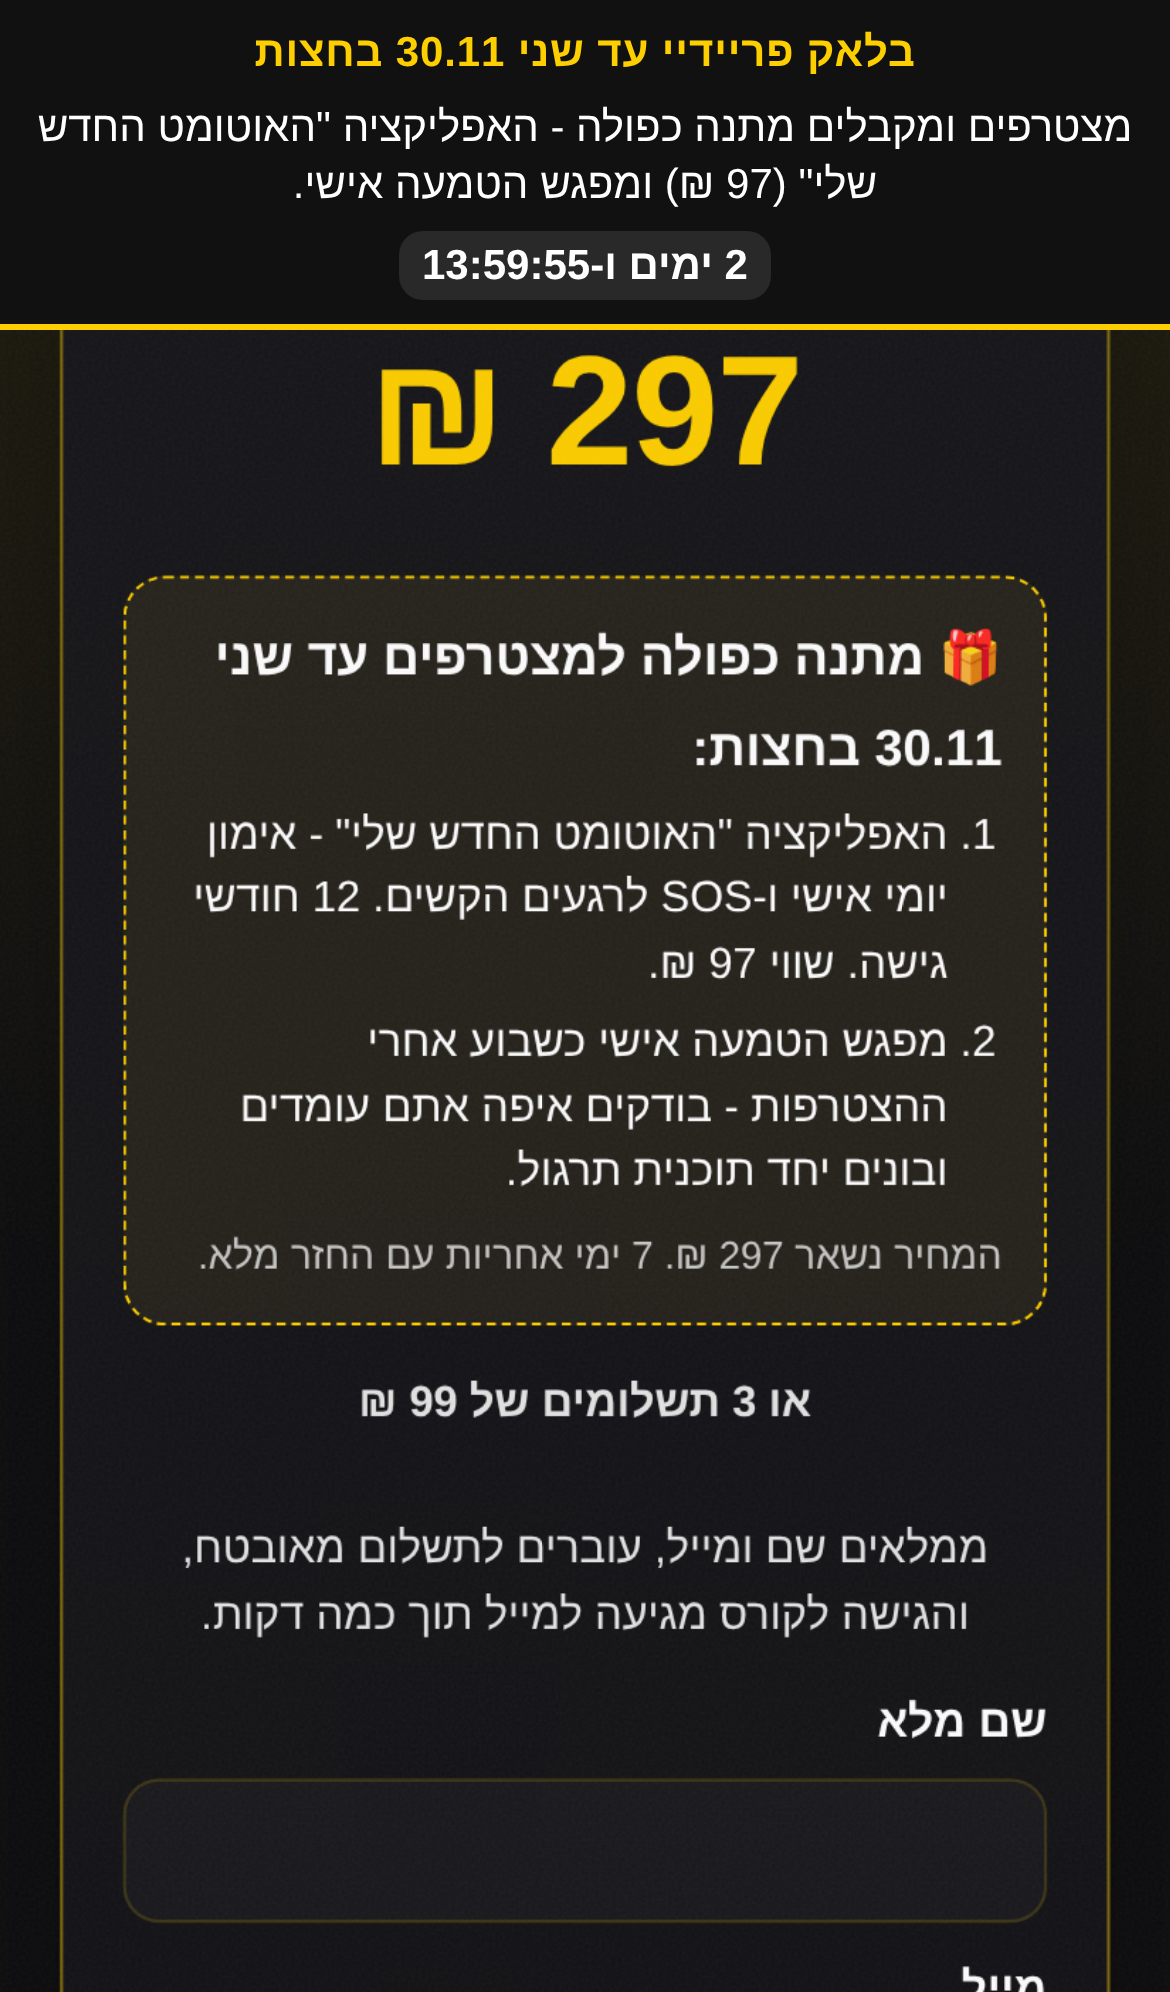 בלאק פריידיי עד שני 30.11 בחצות
מצטרפים ומקבלים מתנה כפולה - האפליקציה "האוטומט החדש
שלי" (97 ₪) ומפגש הטמעה אישי.
2 ימים ו-13:59:55
297 ₪
🎁 מתנה כפולה למצטרפים עד שני
30.11 בחצות:
1. האפליקציה "האוטומט החדש שלי" - אימון
יומי אישי ו-SOS לרגעים הקשים. 12 חודשי
גישה. שווי 97 ₪.
2. מפגש הטמעה אישי כשבוע אחרי
ההצטרפות - בודקים איפה אתם עומדים
ובונים יחד תוכנית תרגול.
המחיר נשאר 297 ₪. 7 ימי אחריות עם החזר מלא.
או 3 תשלומים של 99 ₪
ממלאים שם ומייל, עוברים לתשלום מאובטח,
והגישה לקורס מגיעה למייל תוך כמה דקות.
שם מלא
מייל